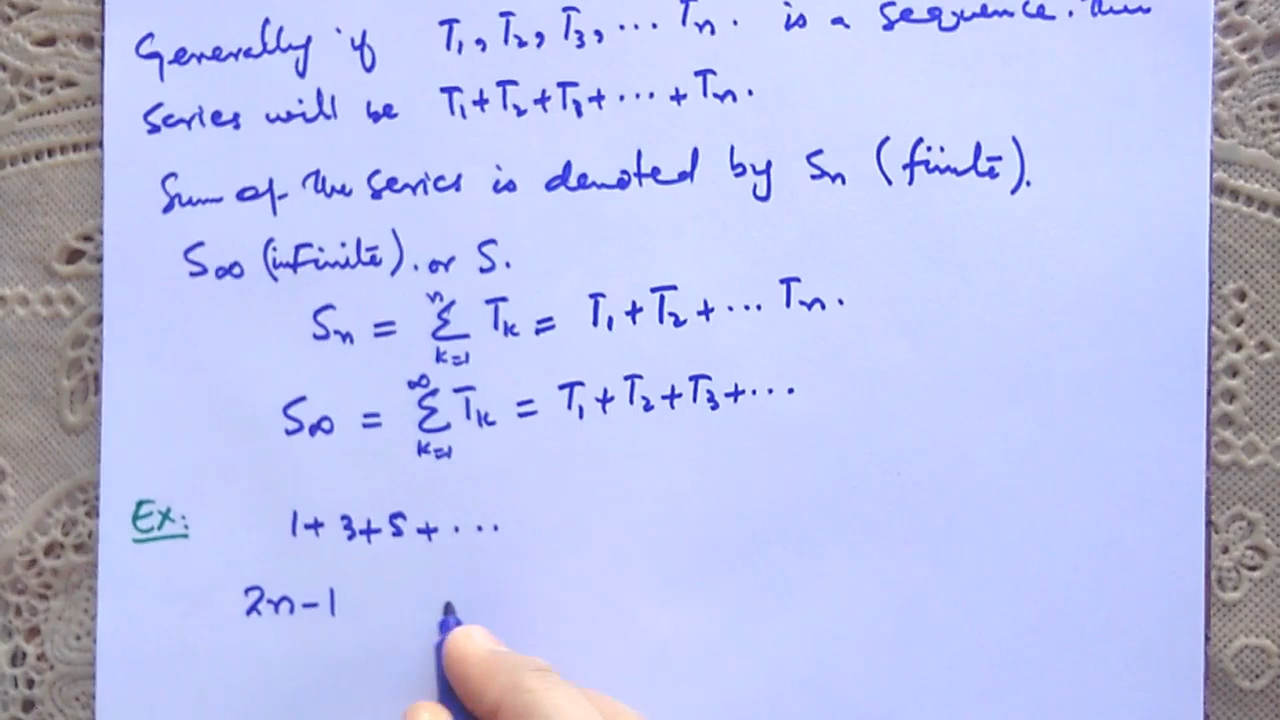 Generally if T₁, T₂, T₃, ... Tₙ. is a sequence. then
series will be T₁+T₂+T₃+...+Tₙ.
Sum of the series is denoted by Sₙ (finite).
S∞ (infinite). or S.
Sₙ = ∑ₖ₌₁ⁿ Tₖ = T₁+T₂+... Tₙ.
S∞ = ∑ₖ₌₁^∞ Tₖ = T₁+T₂+T₃+...
Ex: 1+3+5+...
2n-1